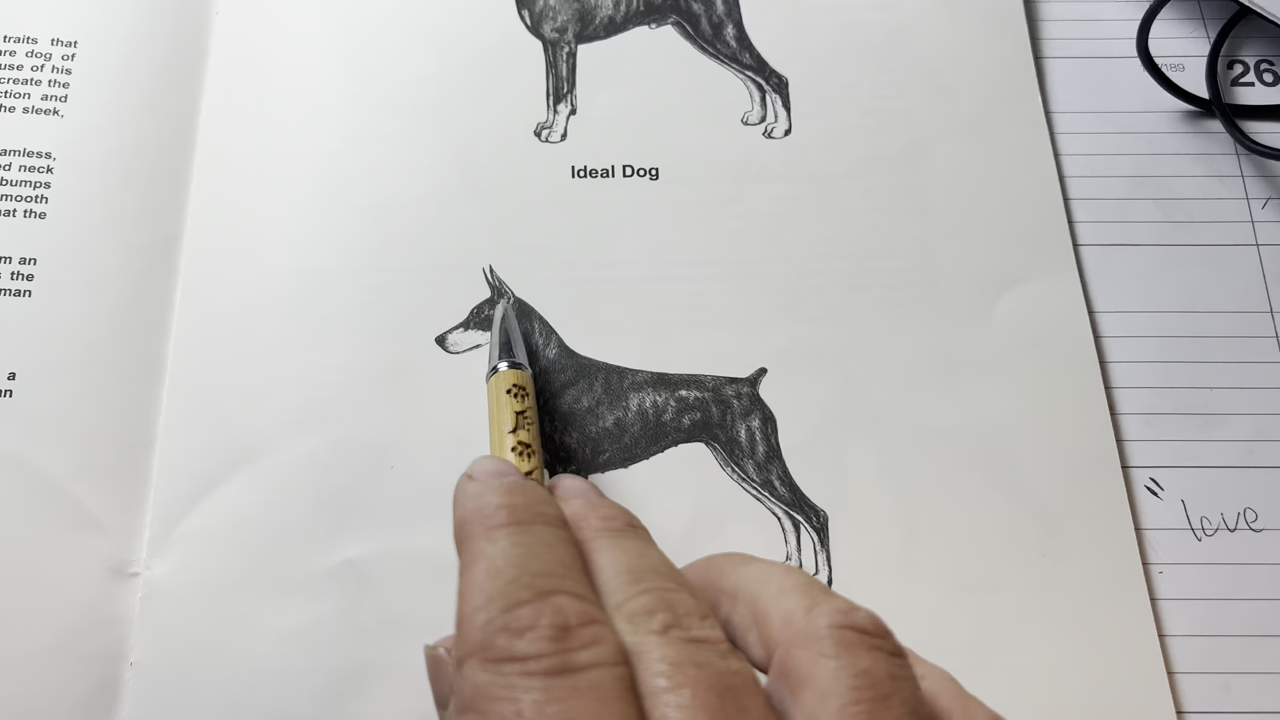 traits that
are dog of
use of his
create the
ction and
he sleek,
amless,
ed neck
bumps
mooth
hat the
m an
s the
man
a
an
Ideal Dog
/189
26
"love